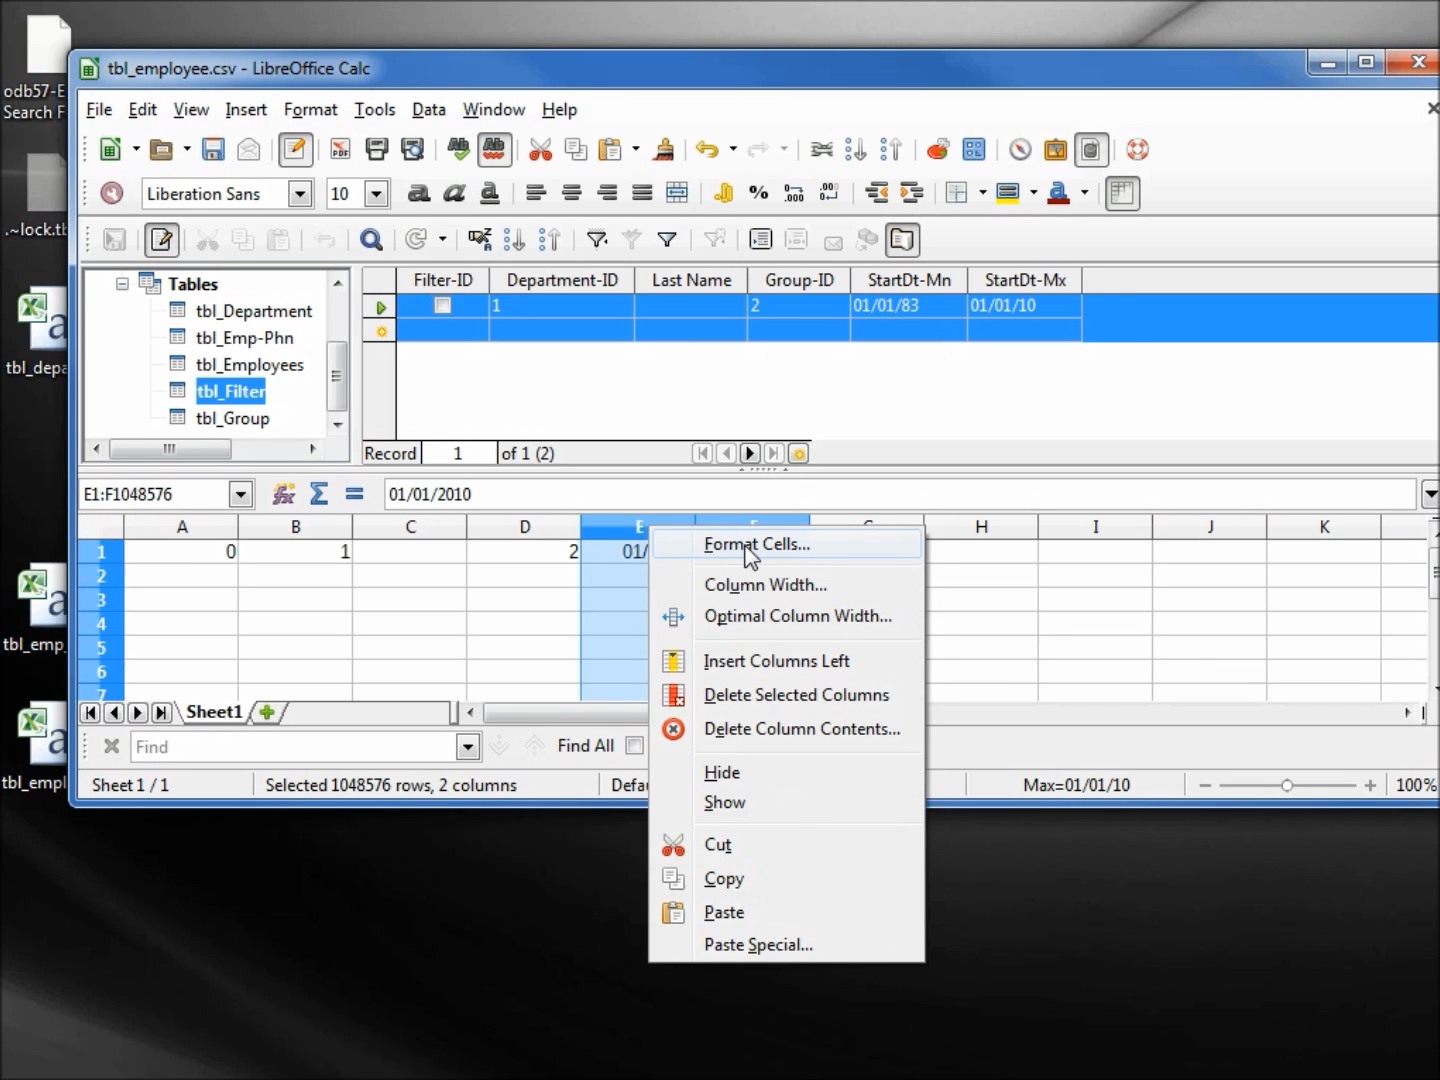 odb57-E
Search F
.~lock.tb
tbl_depa
tbl_emp_
tbl_empl
tbl_employee.csv - LibreOffice Calc
File Edit View Insert Format Tools Data Window Help
Liberation Sans 10
Tables
tbl_Department
tbl_Emp-Phn
tbl_Employees
tbl_Filter
tbl_Group
Filter-ID Department-ID Last Name Group-ID StartDt-Mn StartDt-Mx
1 2 01/01/83 01/01/10
Record 1 of 1 (2)
E1:F1048576 01/01/2010
A B C D E F G H I J K
1 0 1 2 01/
2
3
4
5
6
7
Format Cells...
Column Width...
Optimal Column Width...
Insert Columns Left
Delete Selected Columns
Delete Column Contents...
Hide
Show
Cut
Copy
Paste
Paste Special...
Sheet1
Find Find All
Sheet 1 / 1 Selected 1048576 rows, 2 columns Defau Max=01/01/10 100%